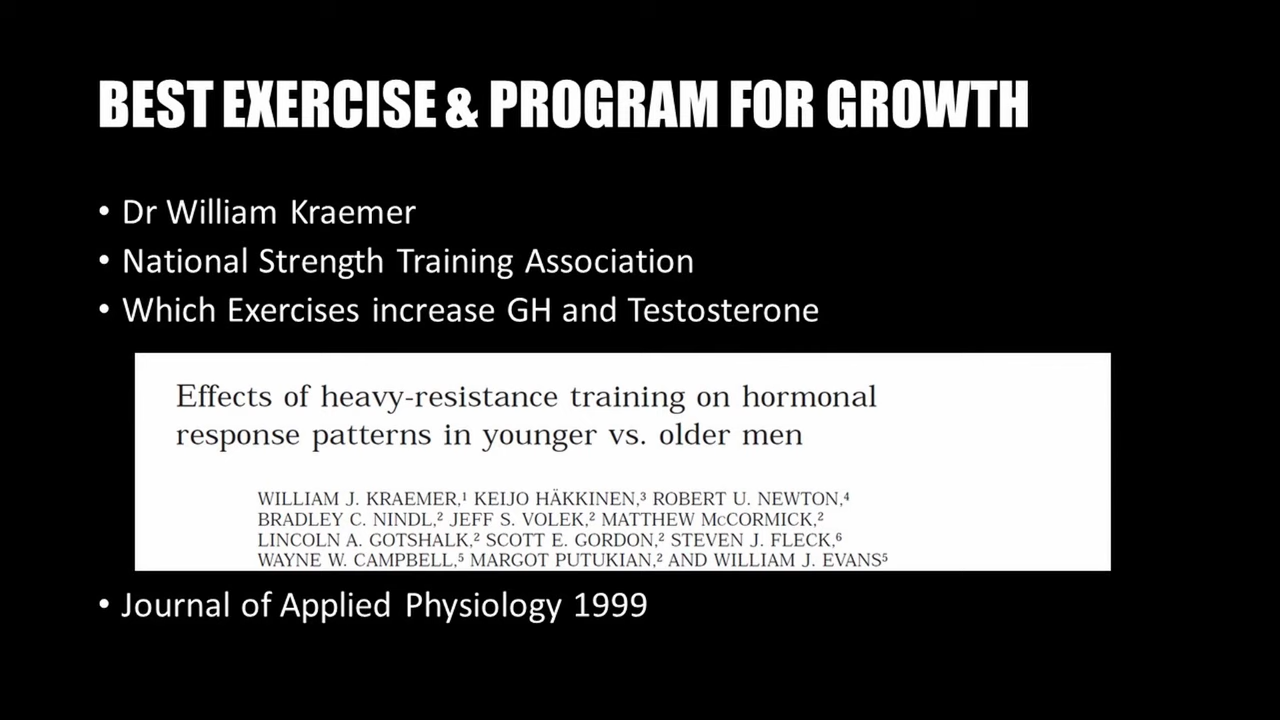 BEST EXERCISE & PROGRAM FOR GROWTH
• Dr William Kraemer
• National Strength Training Association
• Which Exercises increase GH and Testosterone
Effects of heavy-resistance training on hormonal
response patterns in younger vs. older men
WILLIAM J. KRAEMER,¹ KEIJO HÄKKINEN,³ ROBERT U. NEWTON,⁴
BRADLEY C. NINDL,² JEFF S. VOLEK,² MATTHEW McCORMICK,²
LINCOLN A. GOTSHALK,² SCOTT E. GORDON,² STEVEN J. FLECK,⁶
WAYNE W. CAMPBELL,⁵ MARGOT PUTUKIAN,² AND WILLIAM J. EVANS⁵
• Journal of Applied Physiology 1999